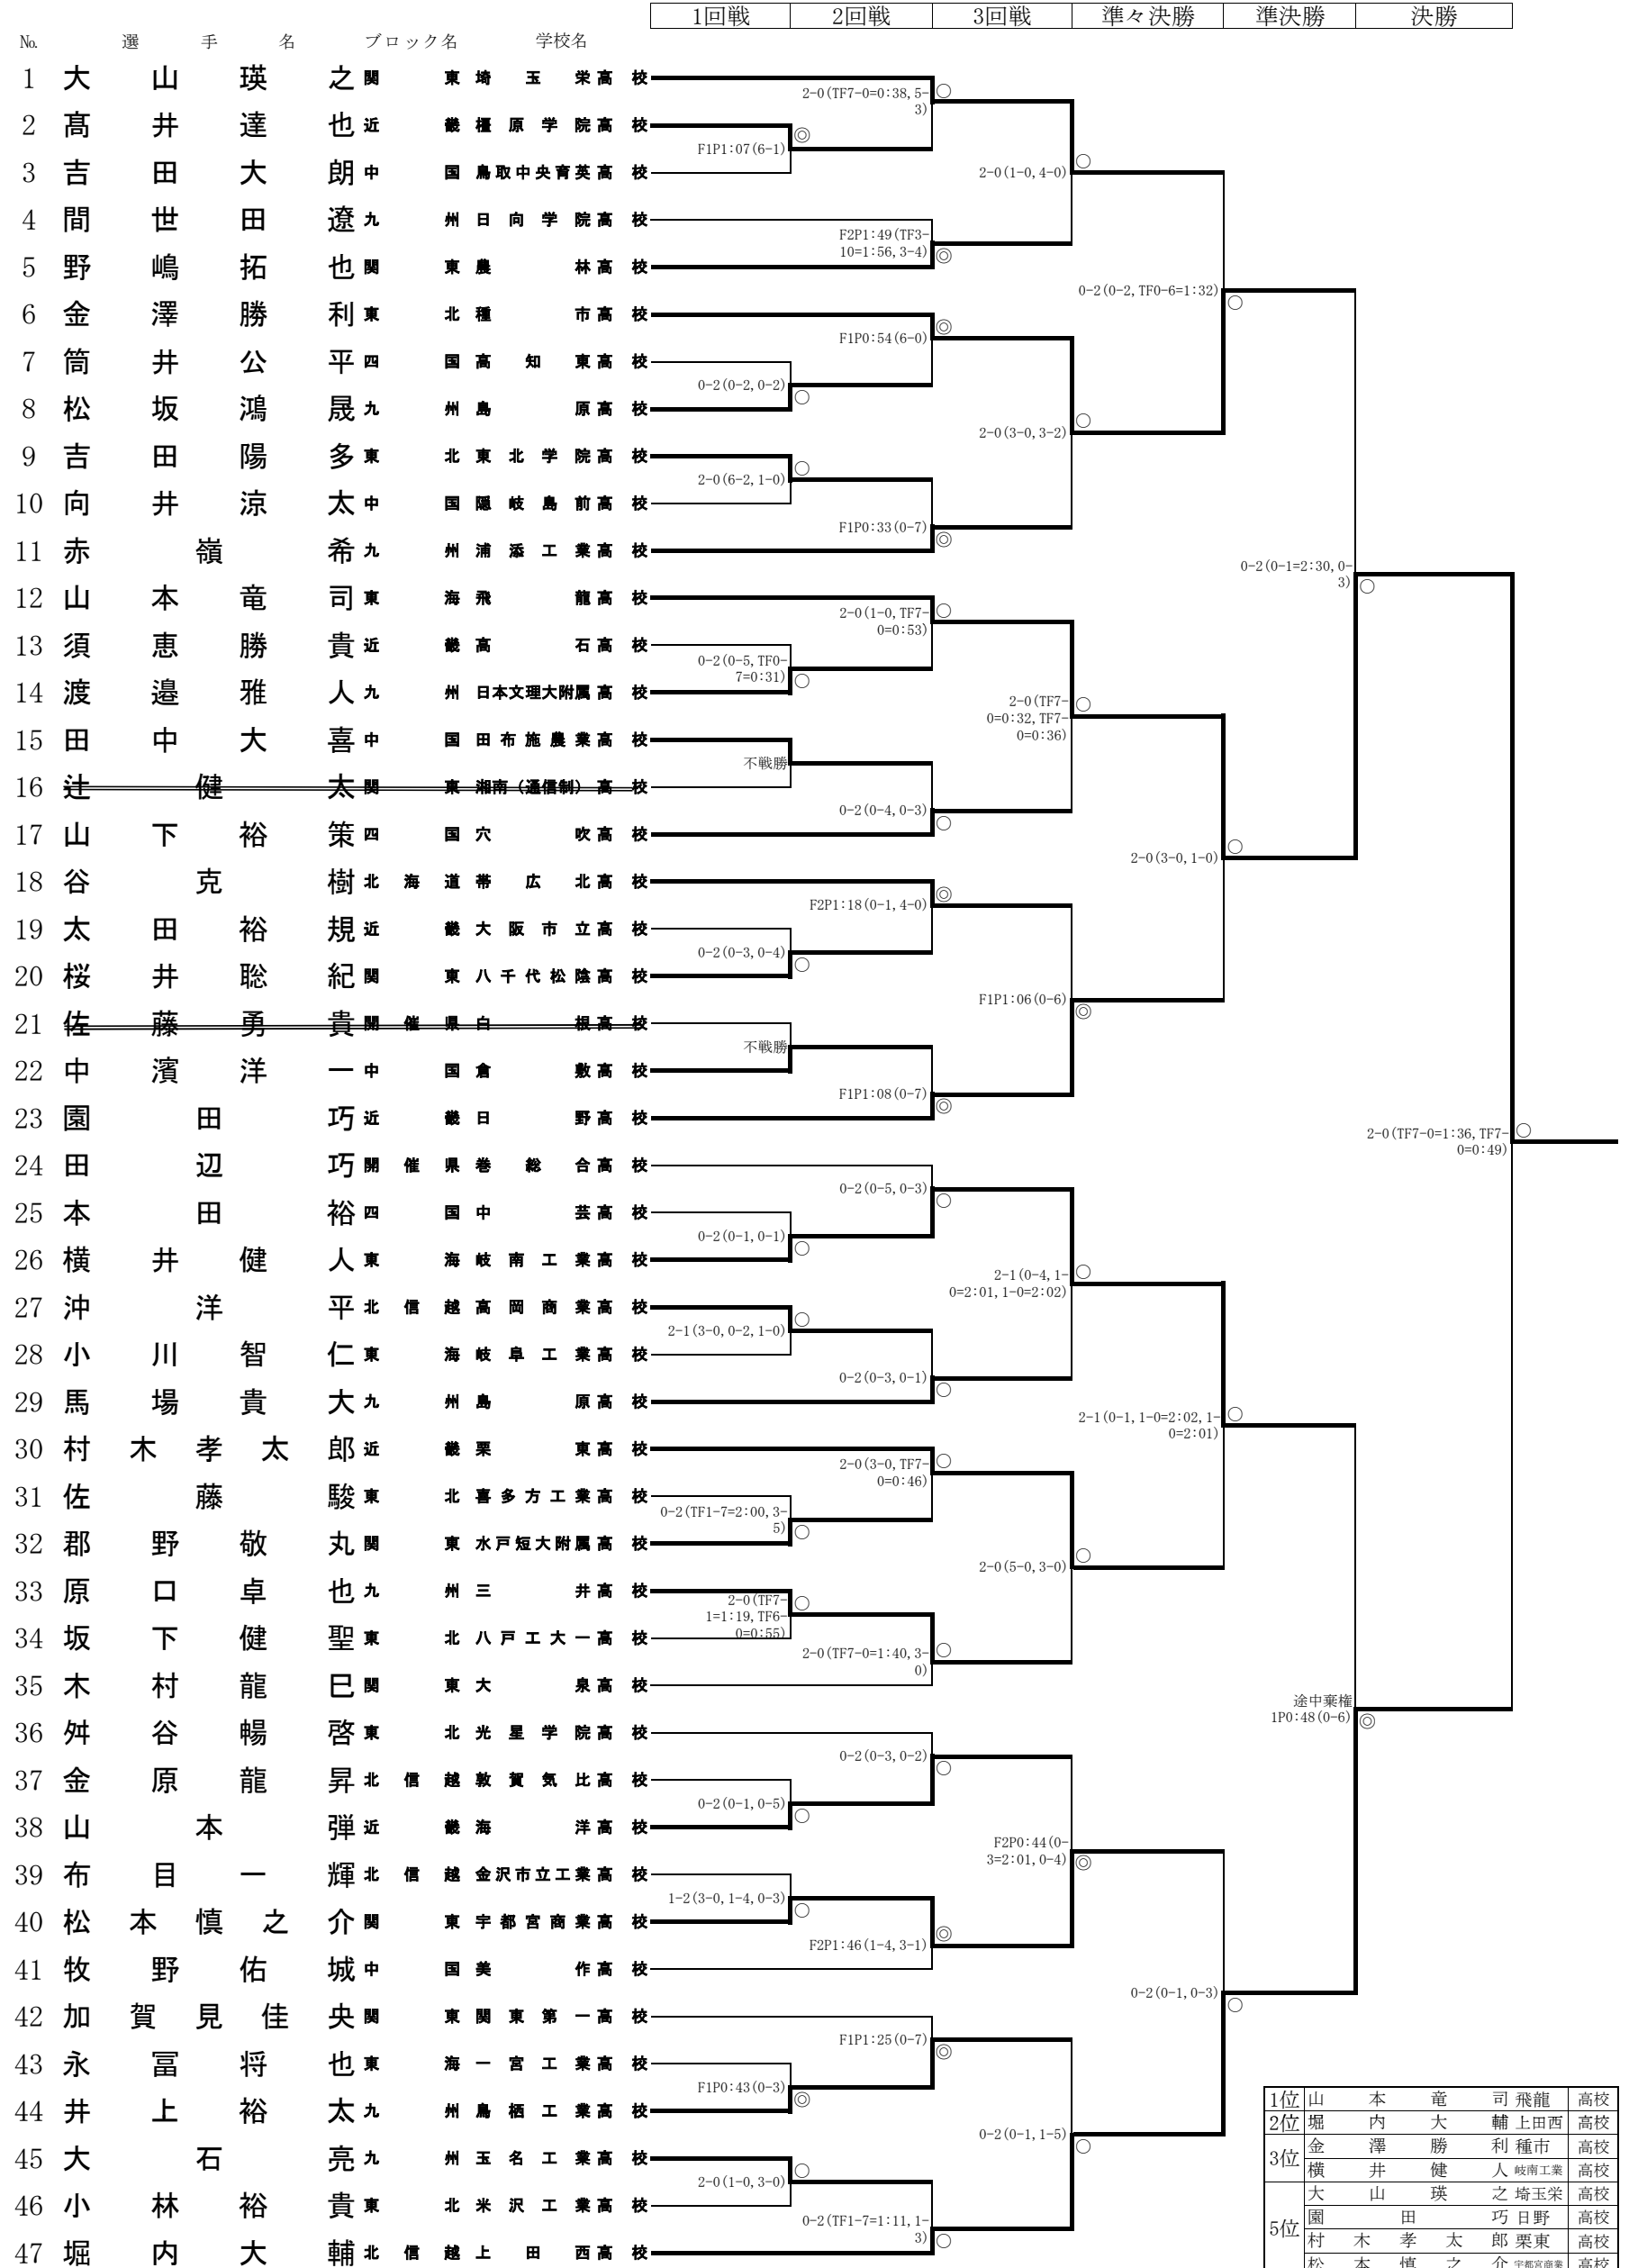 1回戦 2回戦 3回戦 準々決勝 準決勝 決勝
№ 選手名 ブロック名 学校名
1 大山瑛之 関東 埼玉栄高校
2 髙井達也 近畿 橿原学院高校
3 吉田大朗 中国 鳥取中央育英高校
4 間世田遼 九州 日向学院高校
5 野嶋拓也 関東 農林高校
6 金澤勝利 東北 種市高校
7 筒井公平 四国 高知東高校
8 松坂鴻晟 九州 島原高校
9 吉田陽多 東北 東北学院高校
10 向井涼太 中国 隠岐島前高校
11 赤嶺希 九州 浦添工業高校
12 山本竜司 東海 飛龍高校
13 須恵勝貴 近畿 高石高校
14 渡邉雅人 九州 日本文理大附属高校
15 田中大喜 中国 田布施農業高校
16 辻健太 関東 湘南(通信制)高校
17 山下裕策 四国 穴吹高校
18 谷克樹 北海道 帯広北高校
19 太田裕規 近畿 大阪市立高校
20 桜井聡紀 関東 八千代松陰高校
21 佐藤勇貴 開催県 白根高校
22 中濱洋一 中国 倉敷高校
23 園田巧 近畿 日野高校
24 田辺巧 開催県 巻総合高校
25 本田裕 四国 中芸高校
26 横井健人 東海 岐南工業高校
27 沖洋平 北信越 高岡商業高校
28 小川智仁 東海 岐阜工業高校
29 馬場貴大 九州 島原高校
30 村木孝太郎 近畿 栗東高校
31 佐藤駿 東北 喜多方工業高校
32 郡野敬丸 関東 水戸短大附属高校
33 原口卓也 九州 三井高校
34 坂下健聖 東北 八戸工大一高校
35 木村龍巳 関東 大泉高校
36 舛谷暢啓 東北 光星学院高校
37 金原龍昇 北信越 敦賀気比高校
38 山本弾 近畿 海洋高校
39 布目一輝 北信越 金沢市立工業高校
40 松本慎之介 関東 宇都宮商業高校
41 牧野佑城 中国 美作高校
42 加賀見佳央 関東 関東第一高校
43 永冨将也 東海 一宮工業高校
44 井上裕太 九州 鳥栖工業高校
45 大石亮 九州 玉名工業高校
46 小林裕貴 東北 米沢工業高校
47 堀内大輔 北信越 上田西高校
F1P1:07(6-1)
0-2(0-2,0-2)
2-0(6-2,1-0)
0-2(0-5,TF0-
7=0:31)
不戦勝
0-2(0-3,0-4)
不戦勝
0-2(0-1,0-1)
2-1(3-0,0-2,1-0)
0-2(TF1-7=2:00,3-
5)
2-0(TF7-
1=1:19,TF6-
0=0:55)
0-2(0-1,0-5)
1-2(3-0,1-4,0-3)
F1P0:43(0-3)
2-0(1-0,3-0)
2-0(TF7-0=0:38,5-
3)
F2P1:49(TF3-
10=1:56,3-4)
F1P0:54(6-0)
F1P0:33(0-7)
2-0(1-0,TF7-
0=0:53)
0-2(0-4,0-3)
F2P1:18(0-1,4-0)
F1P1:08(0-7)
0-2(0-5,0-3)
0-2(0-3,0-1)
2-0(3-0,TF7-
0=0:46)
2-0(TF7-0=1:40,3-
0)
0-2(0-3,0-2)
F2P1:46(1-4,3-1)
F1P1:25(0-7)
0-2(TF1-7=1:11,1-
3)
2-0(1-0,4-0)
2-0(3-0,3-2)
2-0(TF7-
0=0:32,TF7-
0=0:36)
F1P1:06(0-6)
2-1(0-4,1-
0=2:01,1-0=2:02)
2-0(5-0,3-0)
F2P0:44(0-
3=2:01,0-4)
0-2(0-1,1-5)
0-2(0-2,TF0-6=1:32)
2-0(3-0,1-0)
2-1(0-1,1-0=2:02,1-
0=2:01)
0-2(0-1,0-3)
0-2(0-1=2:30,0-
3)
途中棄権
1P0:48(0-6)
2-0(TF7-0=1:36,TF7-
0=0:49)
1位 山本竜司 飛龍 高校
2位 堀内大輔 上田西 高校
3位 金澤勝利 種市 高校
横井健人 岐南工業 高校
5位 大山瑛之 埼玉栄 高校
園田巧 日野 高校
村木孝太郎 栗東 高校
松本慎之介 宇都宮商業 高校